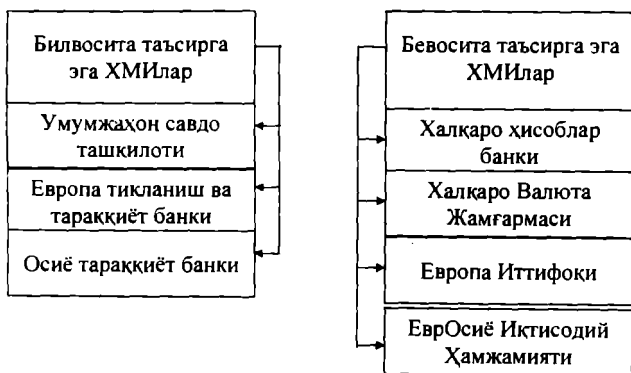 Билвосита таъсирга
эга ХМИлар
Умумжаҳон савдо
ташкилоти
Европа тикланиш ва
тараққиёт банки
Осиё тараққиёт банки
Бевосита таъсирга эга
ХМИлар
Халқаро ҳисоблар
банки
Халқаро Валюта
Жамғармаси
Европа Иттифоқи
ЕврОсиё Иқтисодий
Ҳамжамияти